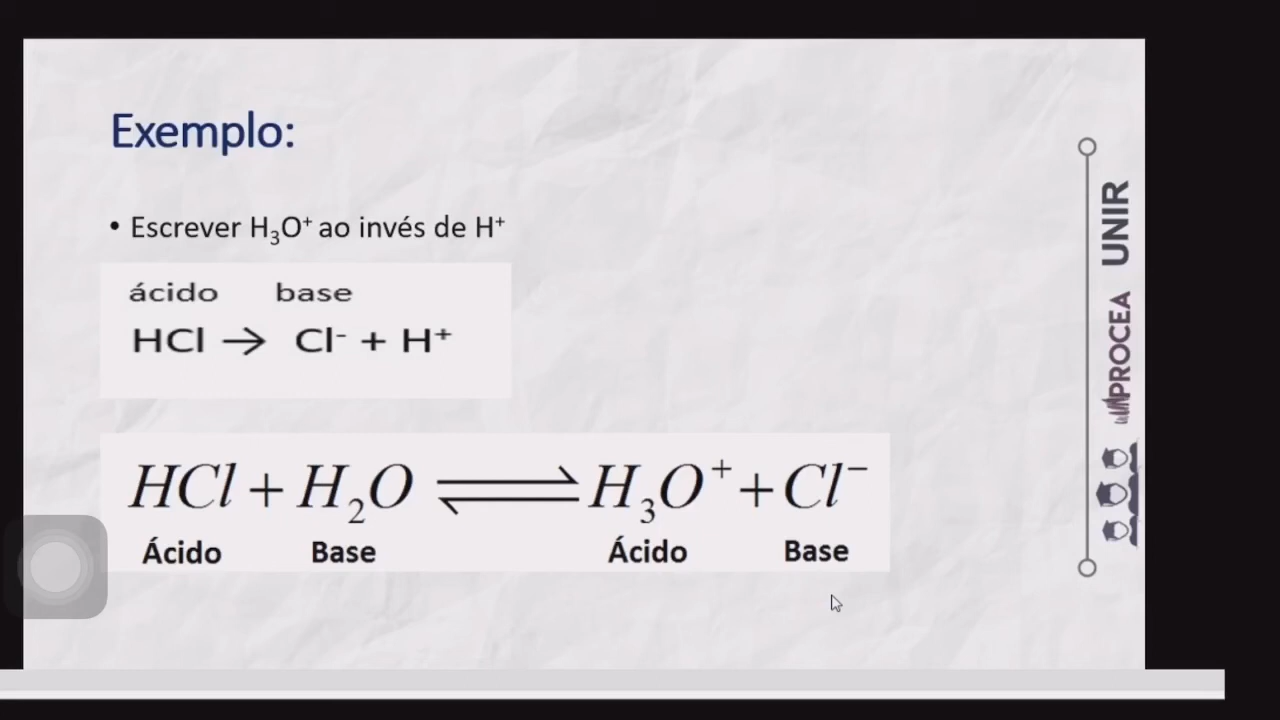 Exemplo:
• Escrever H₃O⁺ ao invés de H⁺
ácido base
HCl → Cl⁻ + H⁺
HCl + H₂O ⇌ H₃O⁺ + Cl⁻
Ácido Base Ácido Base
PROCEA UNIR